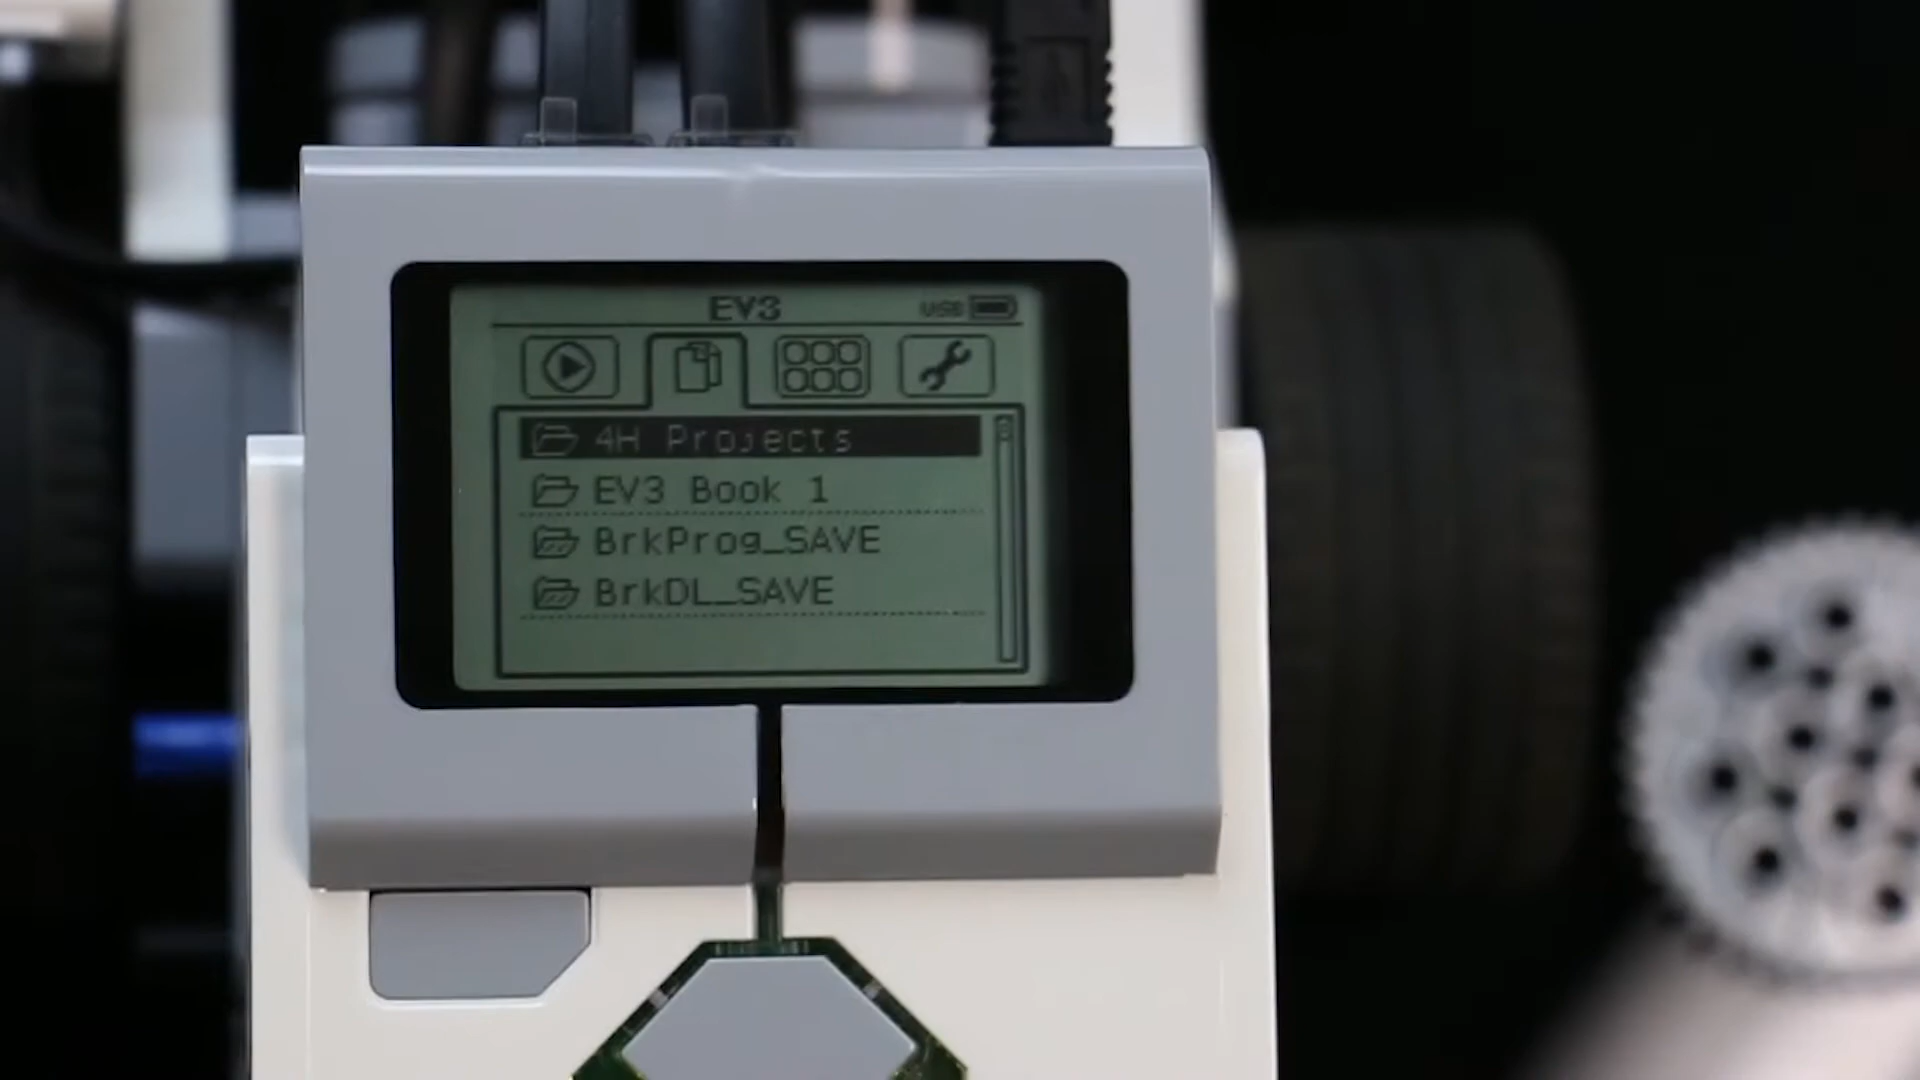 EV3
USB
4H Projects
EV3 Book 1
BrkProg_SAVE
BrkDL_SAVE